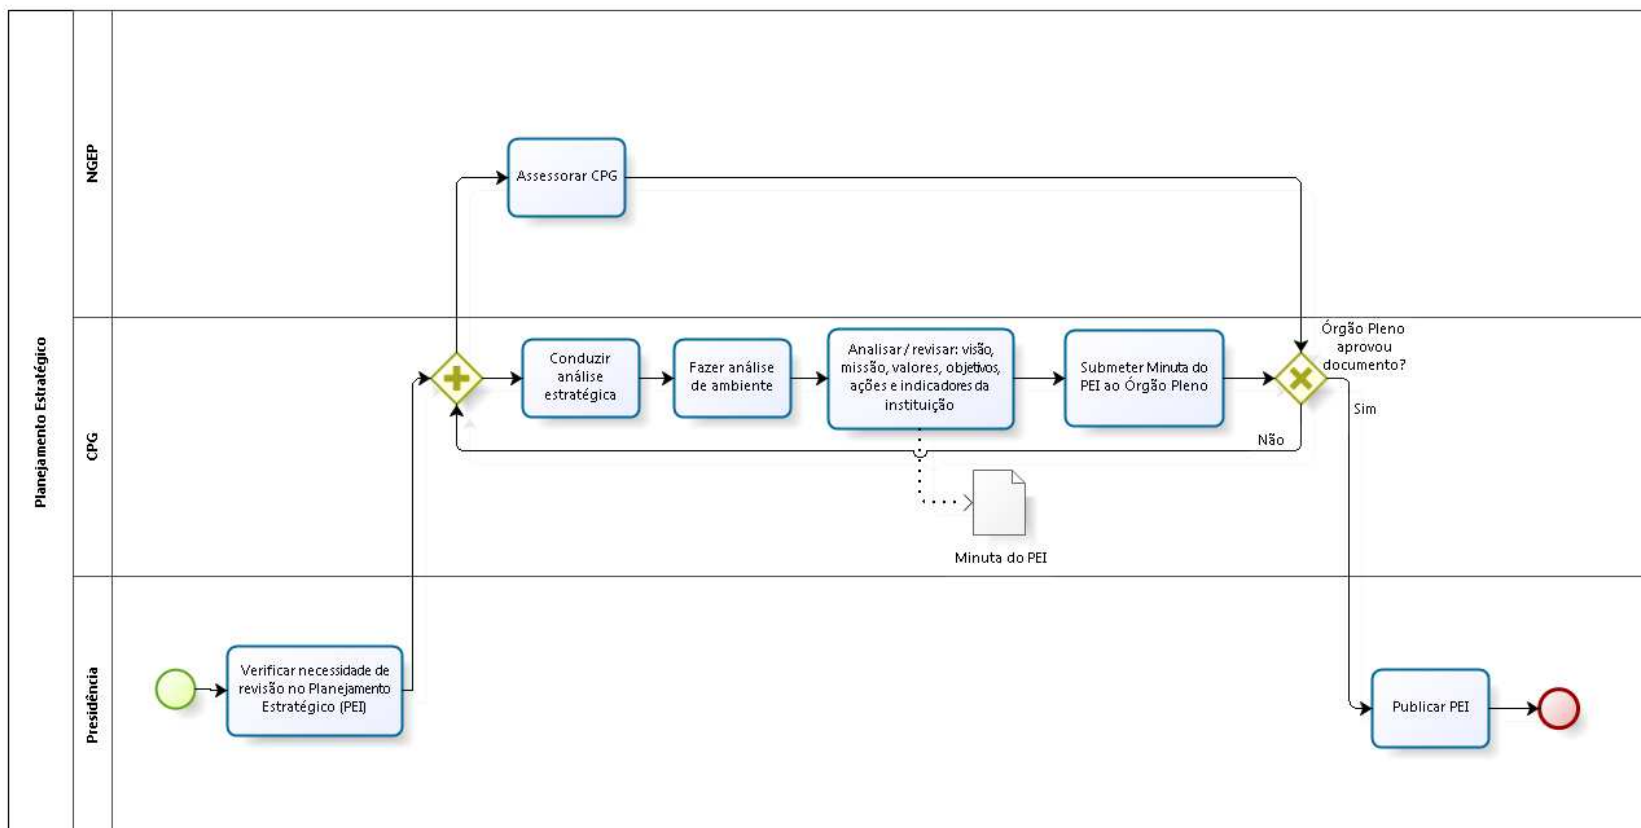 Planejamento Estratégico
NGEP
Assessorar CPG
CPG
Conduzir
análise
estratégica
Fazer análise
de ambiente
Analisar / revisar: visão,
missão, valores, objetivos,
ações e indicadores da
instituição
Submeter Minuta do
PEI ao Órgão Pleno
Órgão Pleno
aprovou
documento?
Sim
Não
Minuta do PEI
Presidência
Verificar necessidade de
revisão no Planejamento
Estratégico (PEI)
Publicar PEI